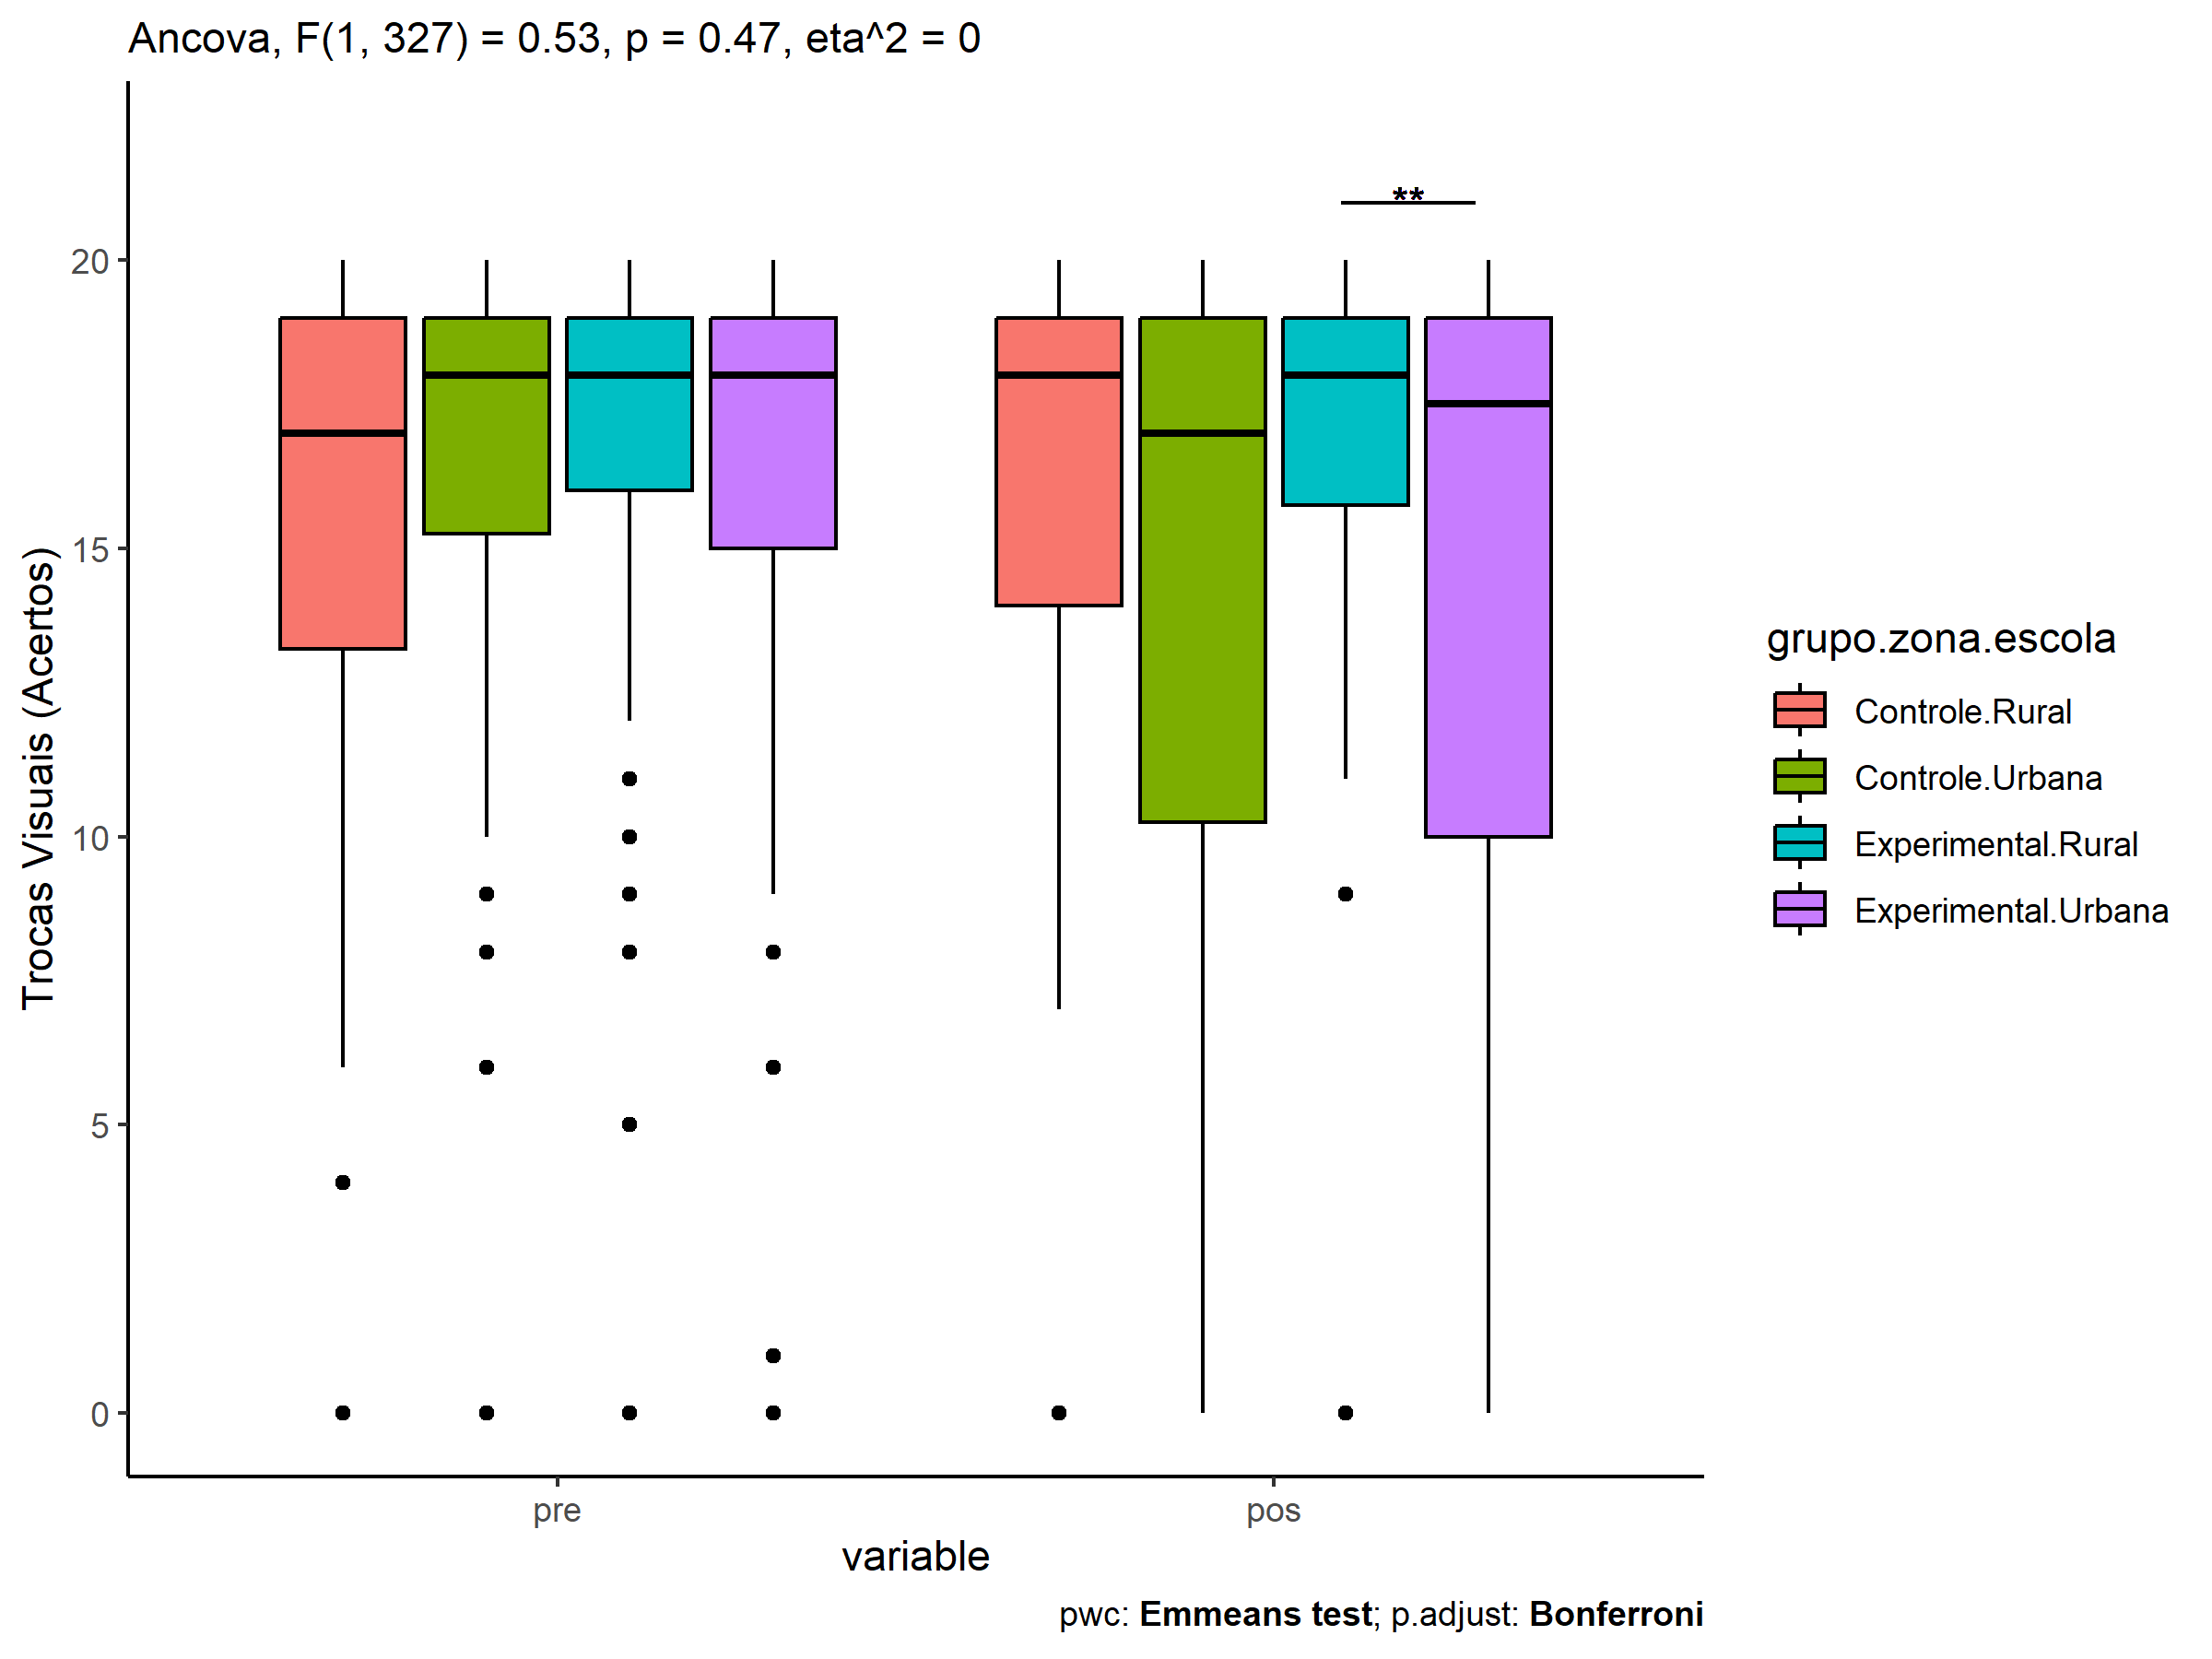 Ancova, F(1, 327) = 0.53, p = 0.47, eta^2 = 0
**
20
15
10
5
0
Trocas Visuais (Acertos)
pre
pos
variable
pwc: Emmeans test; p.adjust: Bonferroni
grupo.zona.escola
Controle.Rural
Controle.Urbana
Experimental.Rural
Experimental.Urbana